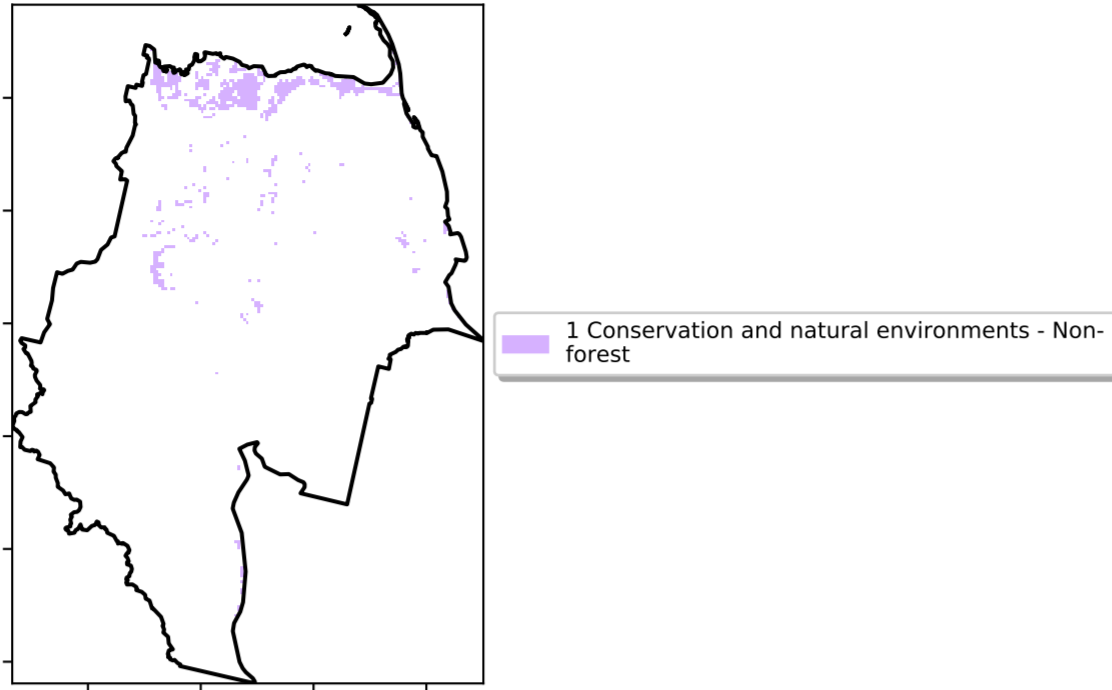 1 Conservation and natural environments - Non-
forest